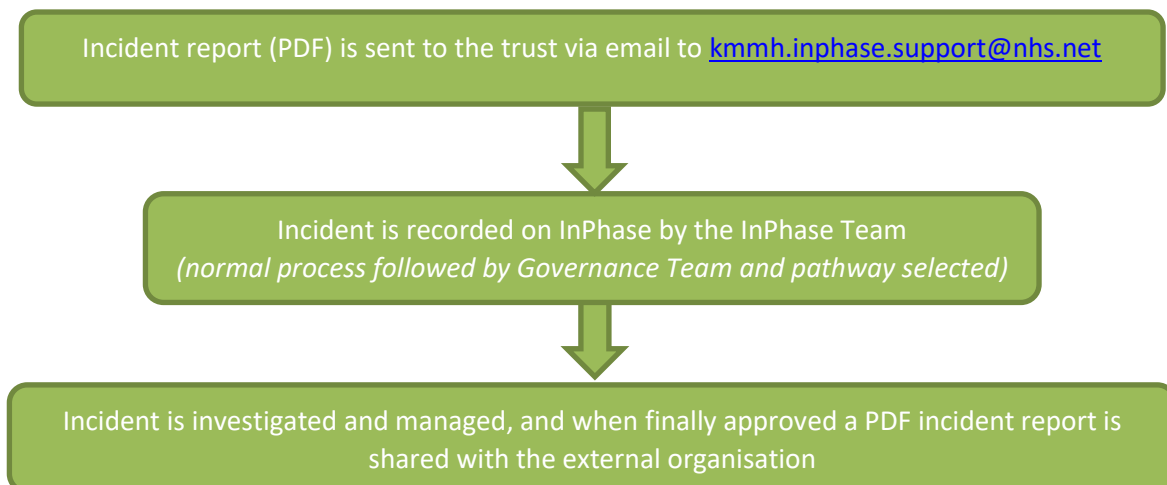 Incident report (PDF) is sent to the trust via email to kmmh.inphase.support@nhs.net
Incident is recorded on InPhase by the InPhase Team
(normal process followed by Governance Team and pathway selected)
Incident is investigated and managed, and when finally approved a PDF incident report is
shared with the external organisation